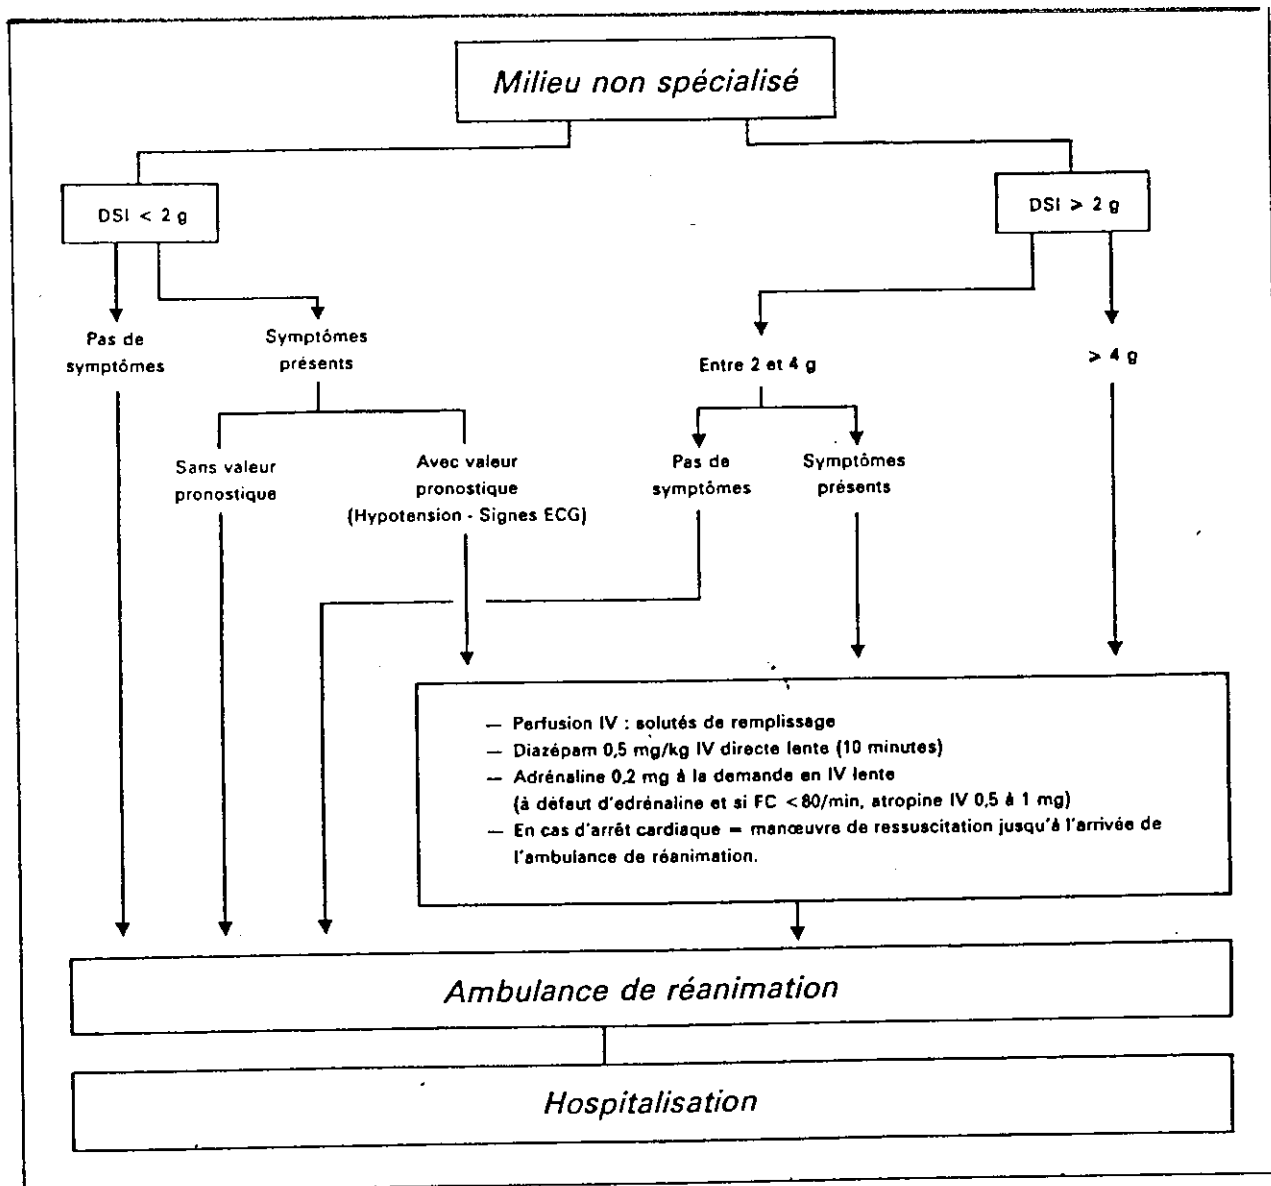 Milieu non spécialisé
DSI < 2 g
DSI ⩾ 2 g
Pas de
symptômes
Symptômes
présents
Entre 2 et 4 g
⩾ 4 g
Sans valeur
pronostique
Avec valeur
pronostique
(Hypotension - Signes ECG)
Pas de
symptômes
Symptômes
présents
— Perfusion IV : solutés de remplissage
— Diazépam 0,5 mg/kg IV directe lente (10 minutes)
— Adrénaline 0,2 mg à la demande en IV lente
(à défaut d'adrénaline et si FC < 80/min, atropine IV 0,5 à 1 mg)
— En cas d'arrêt cardiaque = manœuvre de ressuscitation jusqu'à l'arrivée de
l'ambulance de réanimation.
Ambulance de réanimation
Hospitalisation